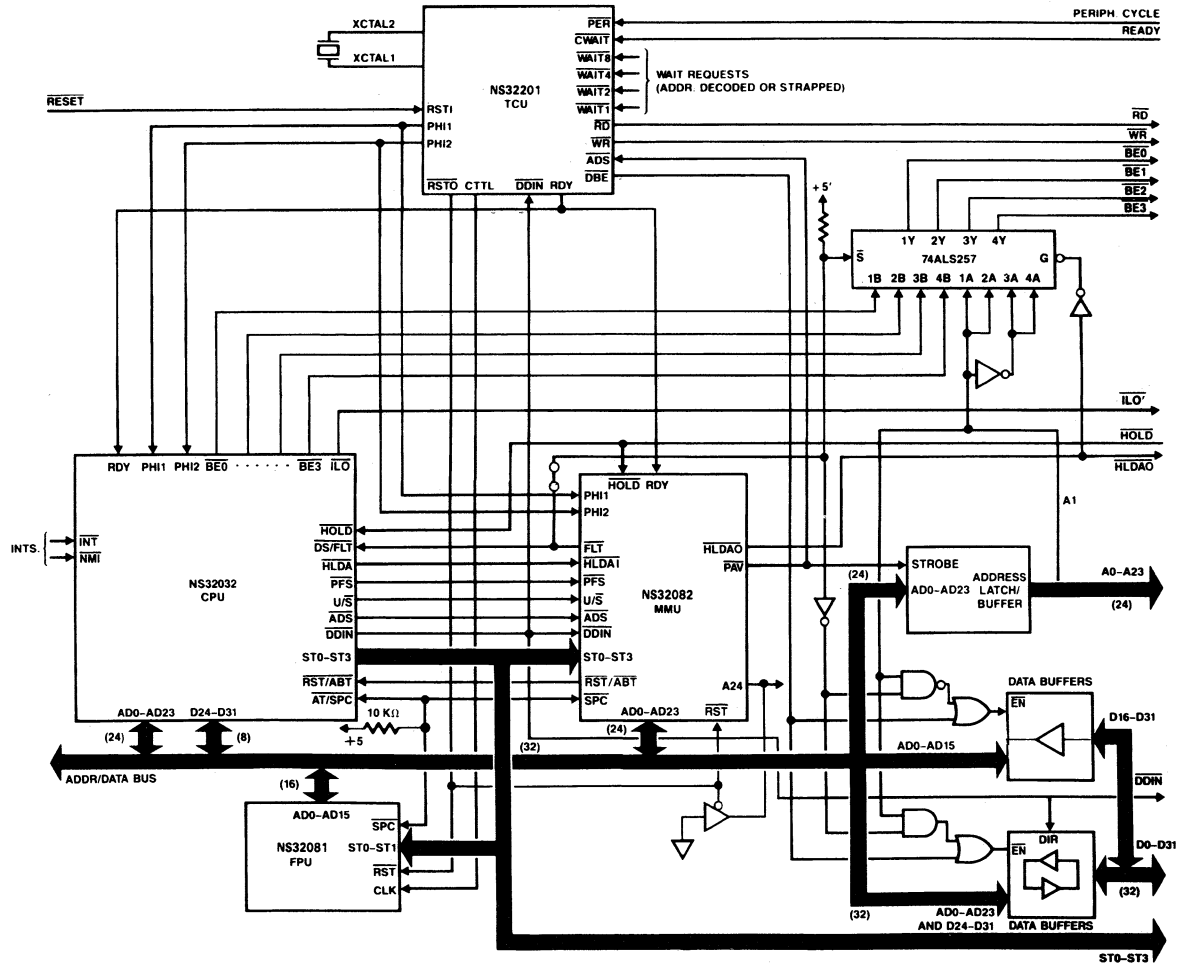 XCTAL2
XCTAL1
NS32201
TCU
PER
CWAIT
WAIT8
WAIT4
WAIT2
WAIT1
RD
WR
ADS
DBE
RSTI
PHI1
PHI2
RSTO CTTL DDIN RDY
RESET
PERIPH. CYCLE
READY
WAIT REQUESTS
(ADDR. DECODED OR STRAPPED)
RD
WR
BE0
BE1
BE2
BE3
+5'
1Y 2Y 3Y 4Y
S 74ALS257 G
1B 2B 3B 4B 1A 2A 3A 4A
ILO'
HOLD
HLDAO
A1
RDY PHI1 PHI2 BE0 · · · · · · BE3 ILO
INTS.
INT
NMI
NS32032
CPU
HOLD
DS/FLT
HLDA
PFS
U/S
ADS
DDIN
ST0–ST3
RST/ABT
AT/SPC
AD0–AD23 D24–D31
(24) (8)
HOLD RDY
PHI1
PHI2
FLT
HLDAI
PFS
U/S
ADS
DDIN
ST0–ST3
RST/ABT
SPC
NS32082
MMU
HLDAO
PAV
A24
AD0–AD23 RST
(24)
10 KΩ
+5
(32)
ADDR/DATA BUS
(16)
AD0–AD15
NS32081
FPU
SPC
ST0–ST1
RST
CLK
(24)
STROBE
AD0–AD23
ADDRESS
LATCH/
BUFFER
A0–A23
(24)
DATA BUFFERS
EN
AD0–AD15
D16–D31
DDIN
DIR
EN
D0–D31
(32)
(32)
AD0–AD23
AND D24–D31
DATA BUFFERS
ST0–ST3